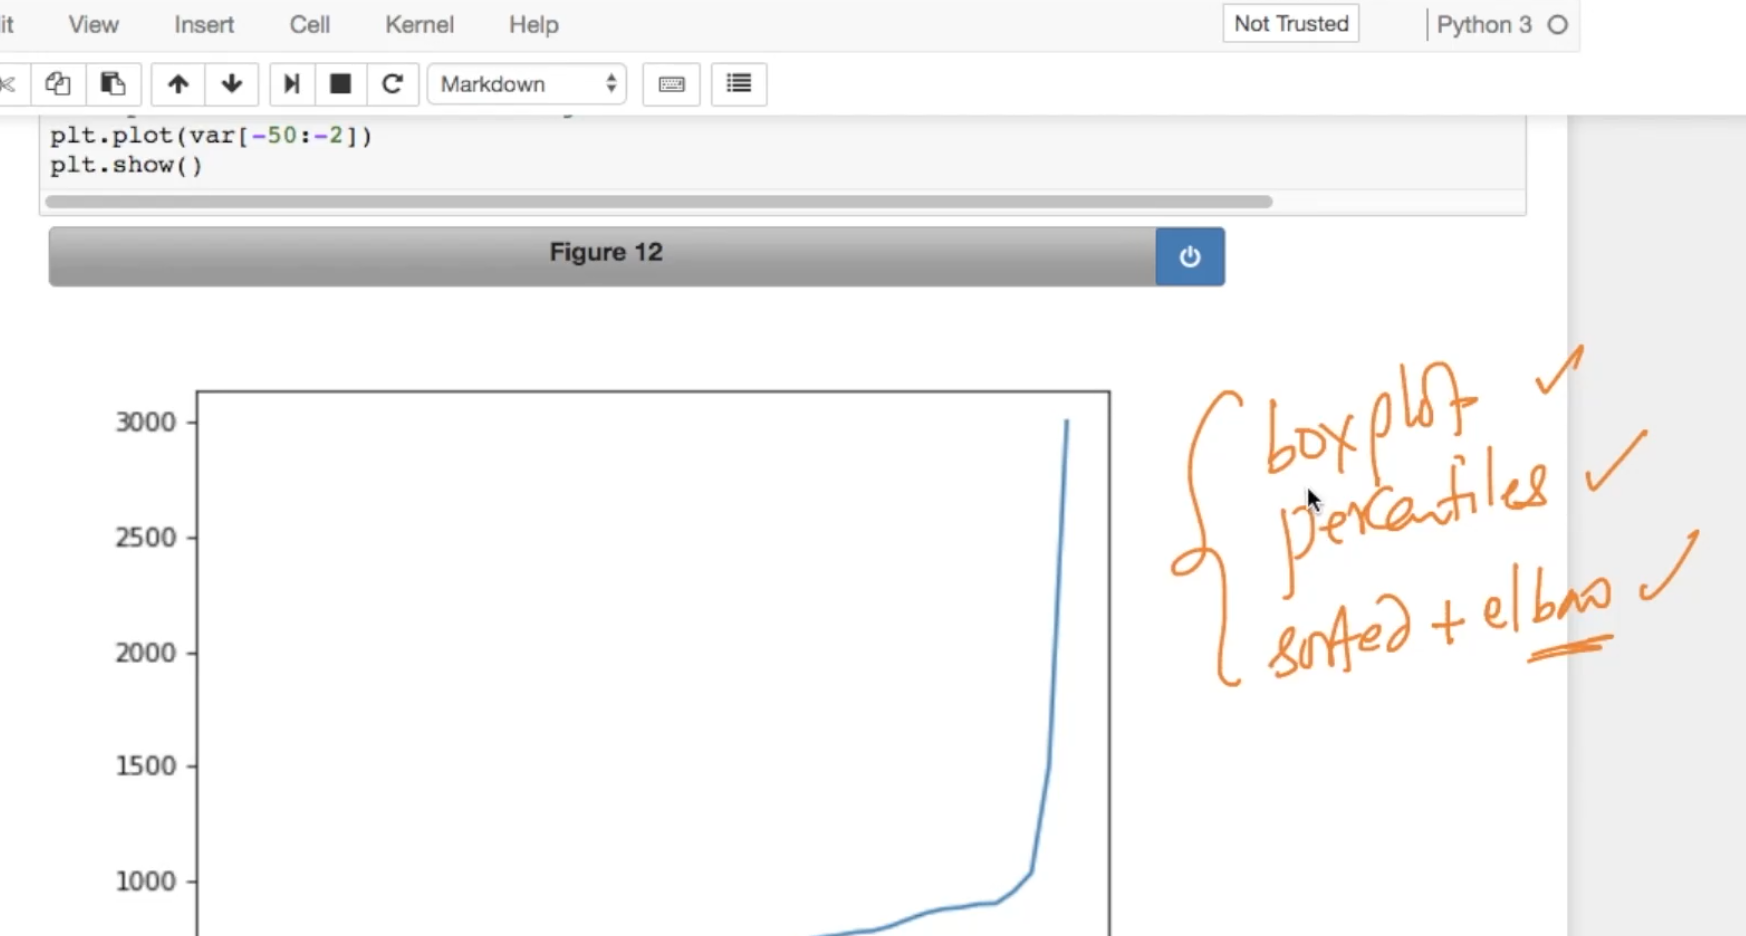 it View Insert Cell Kernel Help Not Trusted Python 3
Markdown
plt.plot(var[-50:-2])
plt.show()
Figure 12
3000
2500
2000
1500
1000
boxplot
percentiles
sorted + elbow